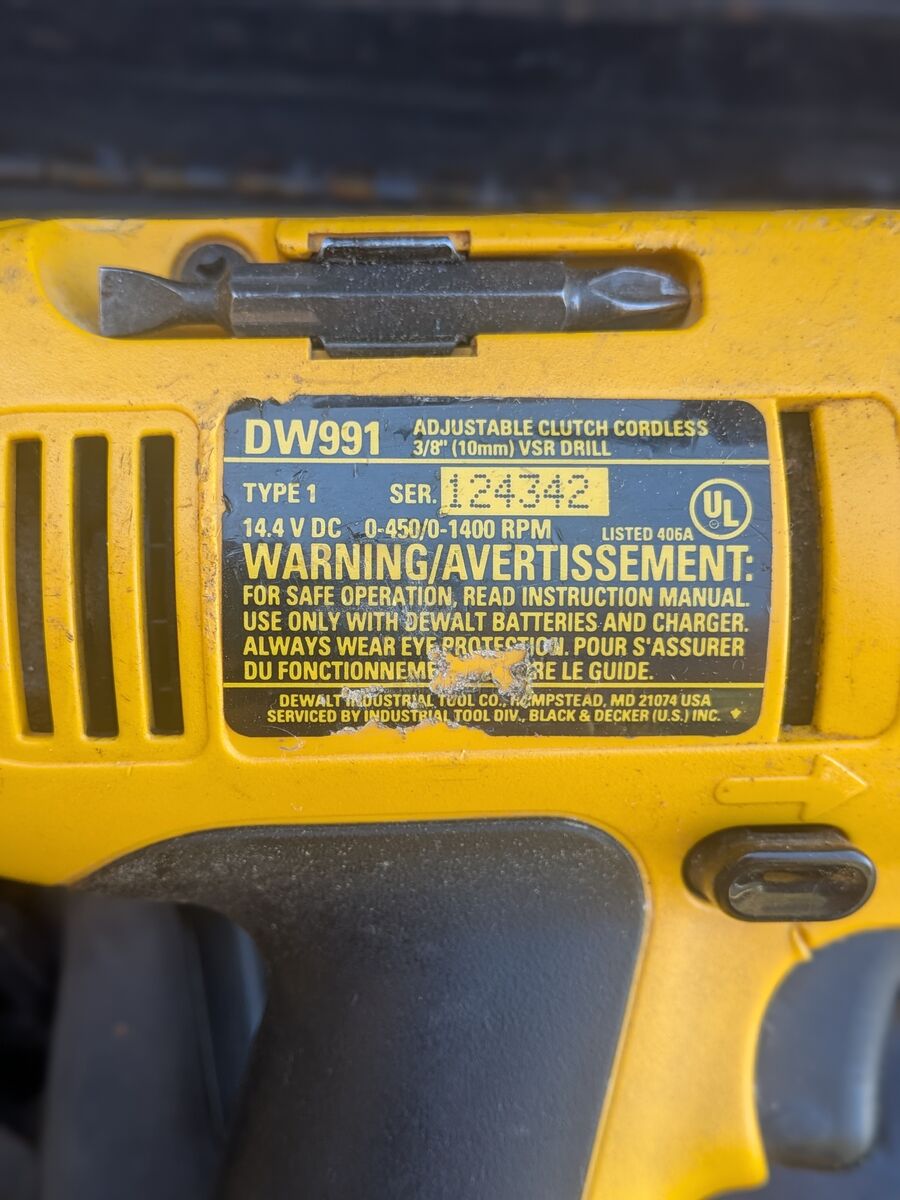 DW991 ADJUSTABLE CLUTCH CORDLESS
3/8" (10mm) VSR DRILL
TYPE 1 SER. 124342
14.4 V DC 0-450/0-1400 RPM LISTED 406A UL
WARNING/AVERTISSEMENT:
FOR SAFE OPERATION, READ INSTRUCTION MANUAL.
USE ONLY WITH DEWALT BATTERIES AND CHARGER.
ALWAYS WEAR EYE PROTECTION. POUR S'ASSURER
DU LE GUIDE.
DEWALT INDUSTRIAL TOOL CO., HAMPSTEAD, MD 21074 USA
SERVICED BY INDUSTRIAL TOOL DIV., BLACK & DECKER (U.S.) INC.